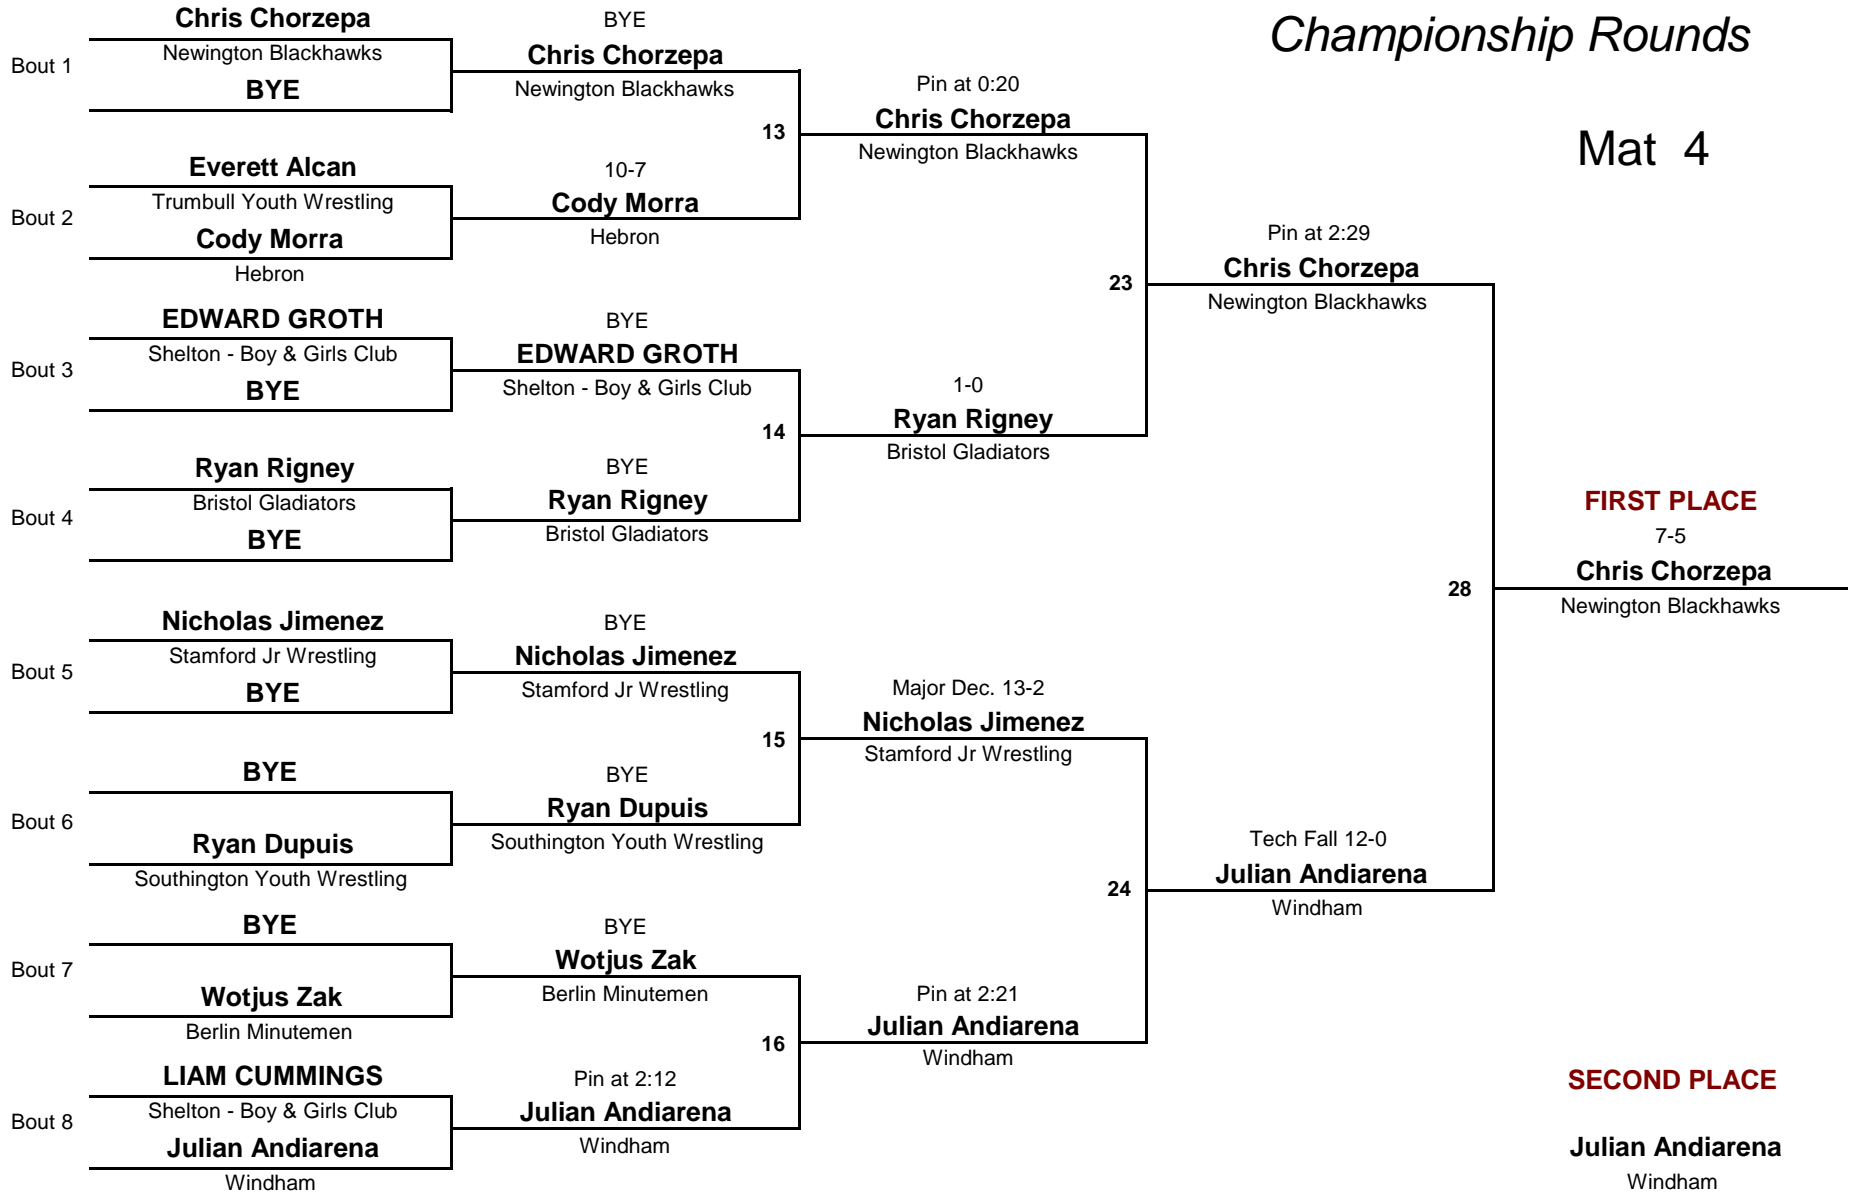 Championship Rounds
Mat 4
Bout 1
Chris Chorzepa
Newington Blackhawks
BYE
Bout 2
Everett Alcan
Trumbull Youth Wrestling
Cody Morra
Hebron
Bout 3
EDWARD GROTH
Shelton - Boy & Girls Club
BYE
Bout 4
Ryan Rigney
Bristol Gladiators
BYE
Bout 5
Nicholas Jimenez
Stamford Jr Wrestling
BYE
Bout 6
BYE
Ryan Dupuis
Southington Youth Wrestling
Bout 7
BYE
Wotjus Zak
Berlin Minutemen
Bout 8
LIAM CUMMINGS
Shelton - Boy & Girls Club
Julian Andiarena
Windham
BYE
Chris Chorzepa
Newington Blackhawks
13
10-7
Cody Morra
Hebron
BYE
EDWARD GROTH
Shelton - Boy & Girls Club
14
BYE
Ryan Rigney
Bristol Gladiators
BYE
Nicholas Jimenez
Stamford Jr Wrestling
15
BYE
Ryan Dupuis
Southington Youth Wrestling
BYE
Wotjus Zak
Berlin Minutemen
16
Pin at 2:12
Julian Andiarena
Windham
Pin at 0:20
Chris Chorzepa
Newington Blackhawks
23
1-0
Ryan Rigney
Bristol Gladiators
Major Dec. 13-2
Nicholas Jimenez
Stamford Jr Wrestling
24
Pin at 2:21
Julian Andiarena
Windham
Pin at 2:29
Chris Chorzepa
Newington Blackhawks
28
Tech Fall 12-0
Julian Andiarena
Windham
FIRST PLACE
7-5
Chris Chorzepa
Newington Blackhawks
SECOND PLACE
Julian Andiarena
Windham